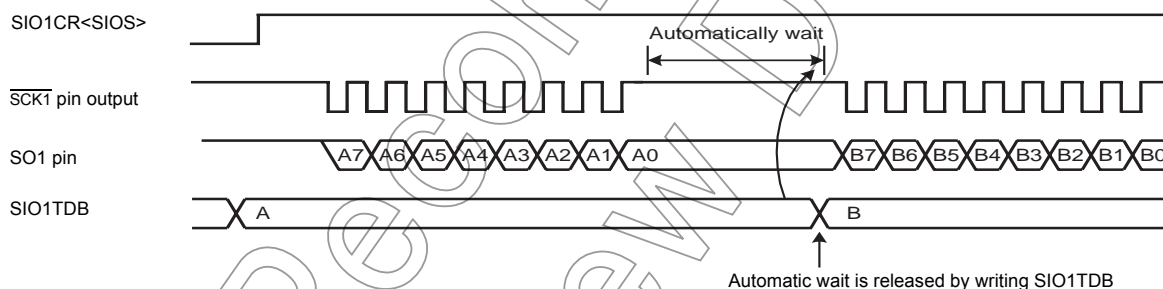 SIO1CR<SIOS>
Automatically wait
SCK1 pin output
SO1 pin
A7 A6 A5 A4 A3 A2 A1 A0 B7 B6 B5 B4 B3 B2 B1 B0
SIO1TDB
A B
Automatic wait is released by writing SIO1TDB